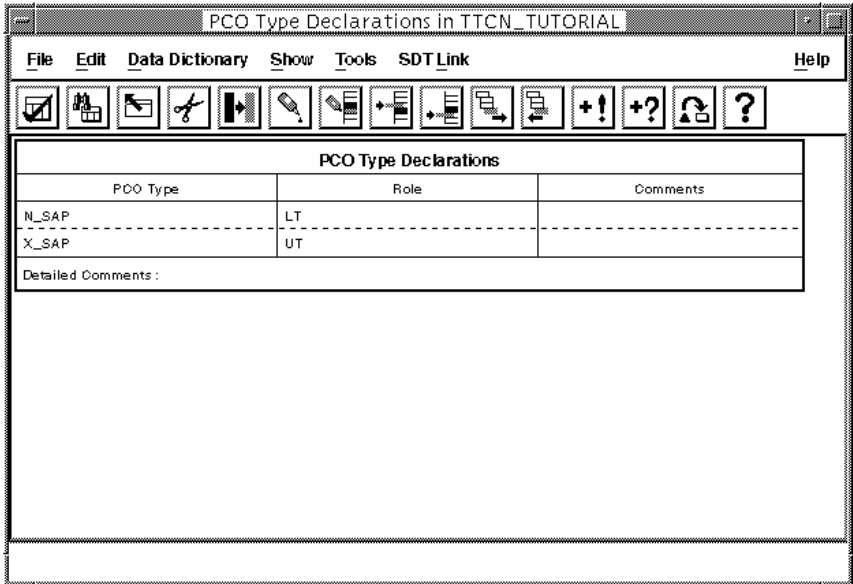 PCO Type Declarations in TTCN_TUTORIAL
File Edit Data Dictionary Show Tools SDT Link Help
+! +? ?
PCO Type Declarations
PCO Type Role Comments
N_SAP LT
X_SAP UT
Detailed Comments :